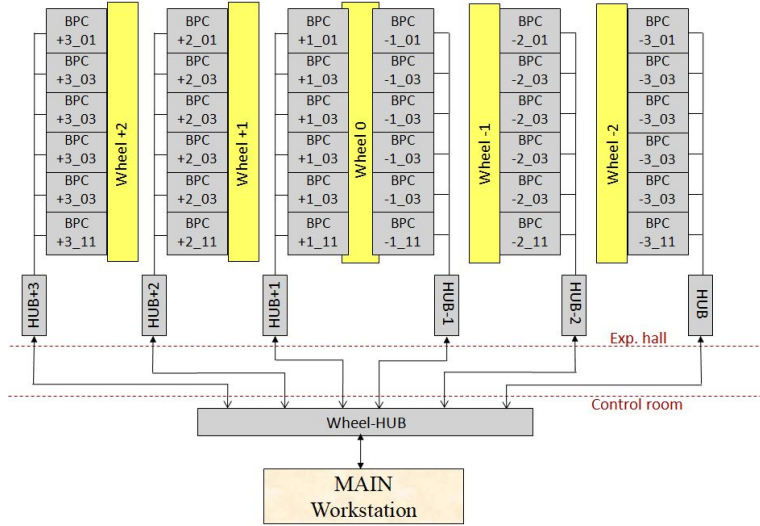 BPC
+3_01
BPC
+3_03
BPC
+3_03
BPC
+3_03
BPC
+3_03
BPC
+3_11
Wheel +2
BPC
+2_01
BPC
+2_03
BPC
+2_03
BPC
+2_03
BPC
+2_03
BPC
+2_11
Wheel +1
BPC
+1_01
BPC
+1_03
BPC
+1_03
BPC
+1_03
BPC
+1_03
BPC
+1_11
Wheel 0
BPC
-1_01
BPC
-1_03
BPC
-1_03
BPC
-1_03
BPC
-1_03
BPC
-1_11
Wheel -1
BPC
-2_01
BPC
-2_03
BPC
-2_03
BPC
-2_03
BPC
-2_03
BPC
-2_11
Wheel -2
BPC
-3_01
BPC
-3_03
BPC
-3_03
BPC
-3_03
BPC
-3_03
BPC
-3_11
HUB+3
HUB+2
HUB+1
HUB-1
HUB-2
HUB
Exp. hall
Control room
Wheel-HUB
MAIN
Workstation